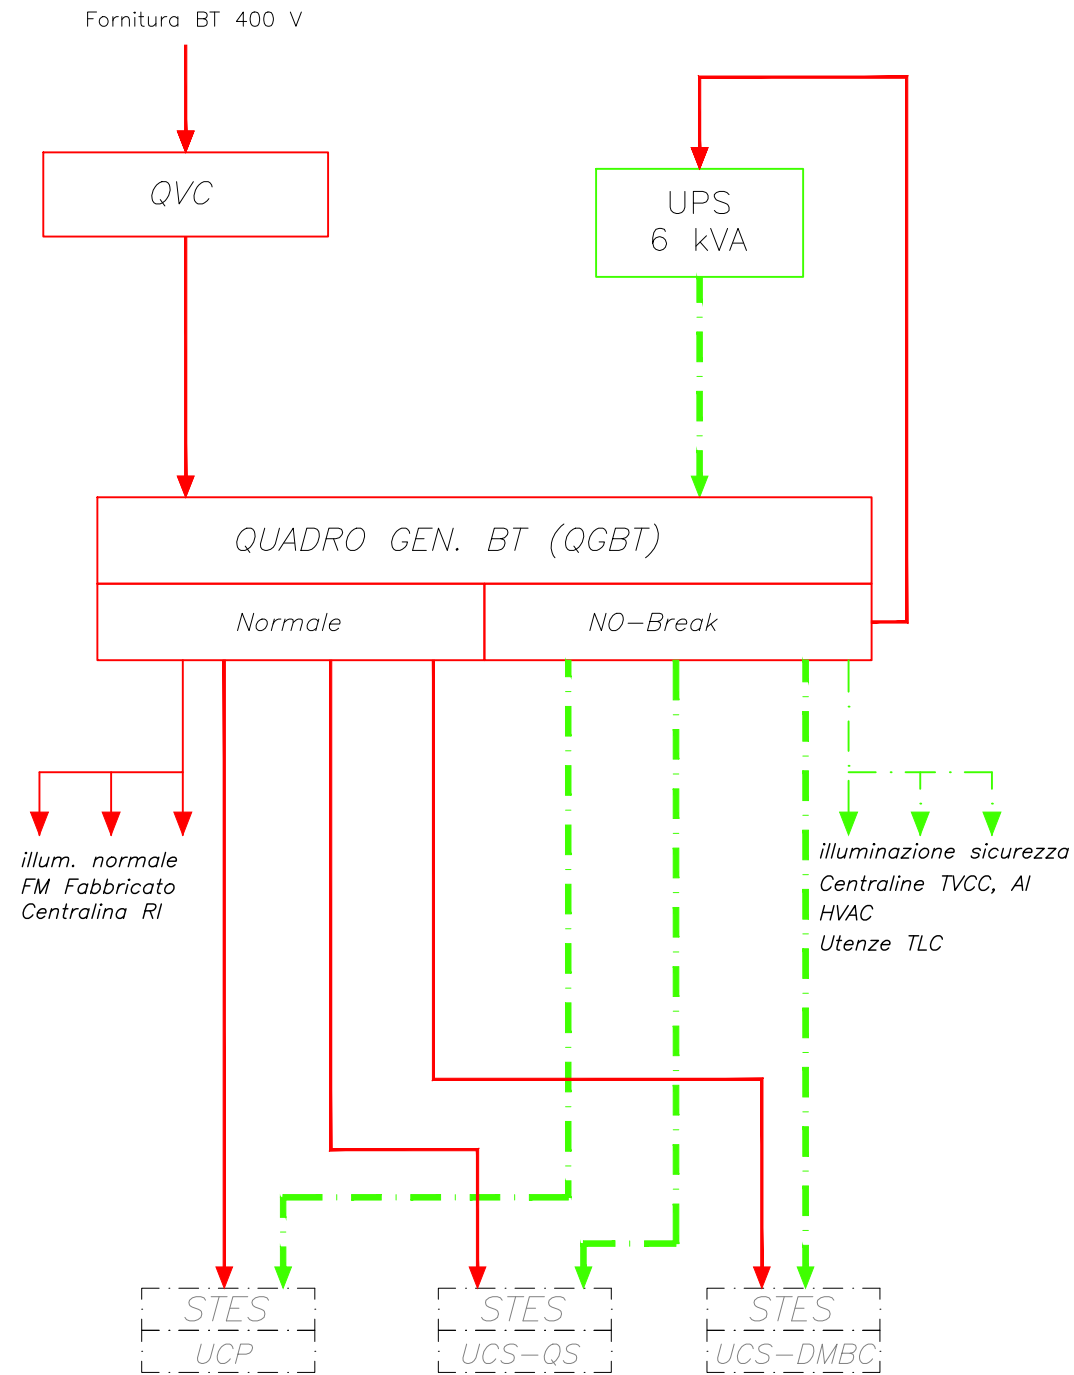 Fornitura BT 400 V
QVC
UPS
6 kVA
QUADRO GEN. BT (QGBT)
Normale
NO-Break
illum. normale
FM Fabbricato
Centralina RI
illuminazione sicurezza
Centraline TVCC, AI
HVAC
Utenze TLC
STES
UCP
STES
UCS-QS
STES
UCS-DMBC